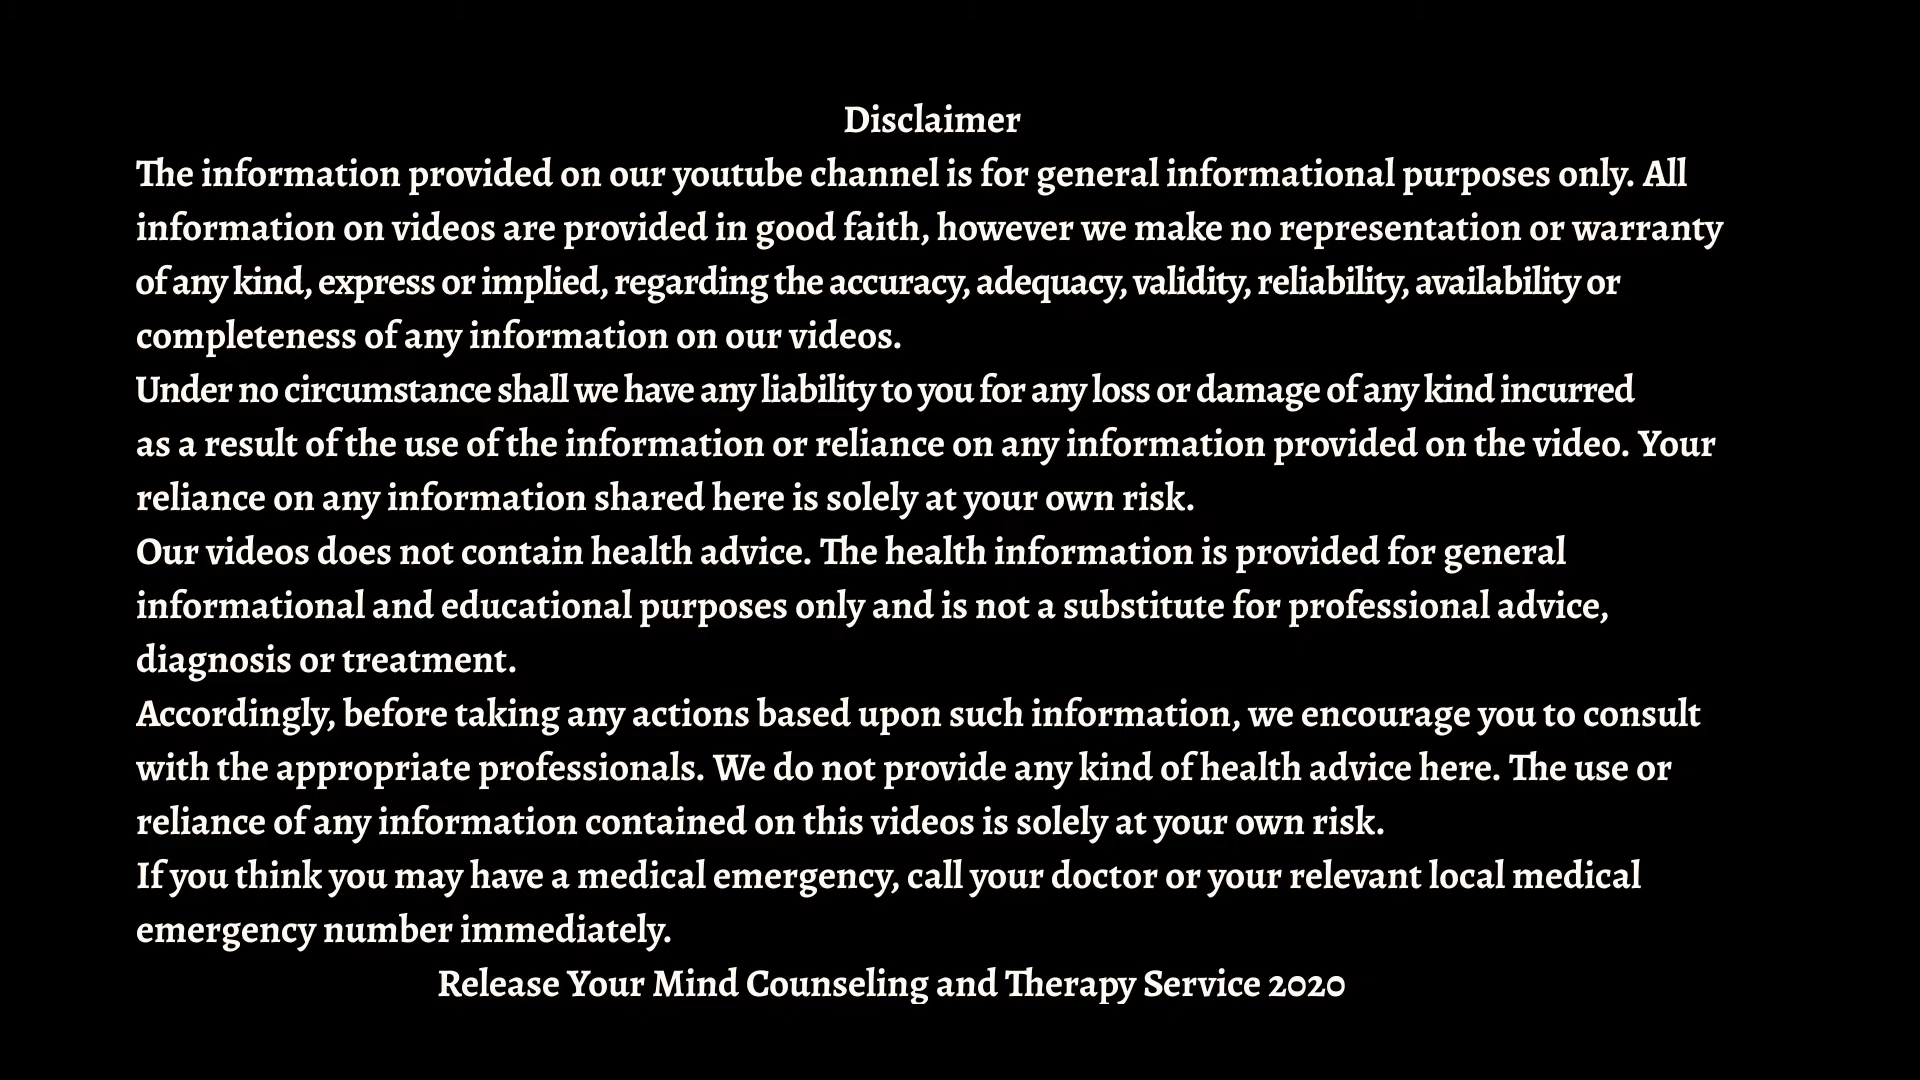 Disclaimer
The information provided on our youtube channel is for general informational purposes only. All
information on videos are provided in good faith, however we make no representation or warranty
of any kind, express or implied, regarding the accuracy, adequacy, validity, reliability, availability or
completeness of any information on our videos.
Under no circumstance shall we have any liability to you for any loss or damage of any kind incurred
as a result of the use of the information or reliance on any information provided on the video. Your
reliance on any information shared here is solely at your own risk.
Our videos does not contain health advice. The health information is provided for general
informational and educational purposes only and is not a substitute for professional advice,
diagnosis or treatment.
Accordingly, before taking any actions based upon such information, we encourage you to consult
with the appropriate professionals. We do not provide any kind of health advice here. The use or
reliance of any information contained on this videos is solely at your own risk.
If you think you may have a medical emergency, call your doctor or your relevant local medical
emergency number immediately.
Release Your Mind Counseling and Therapy Service 2020